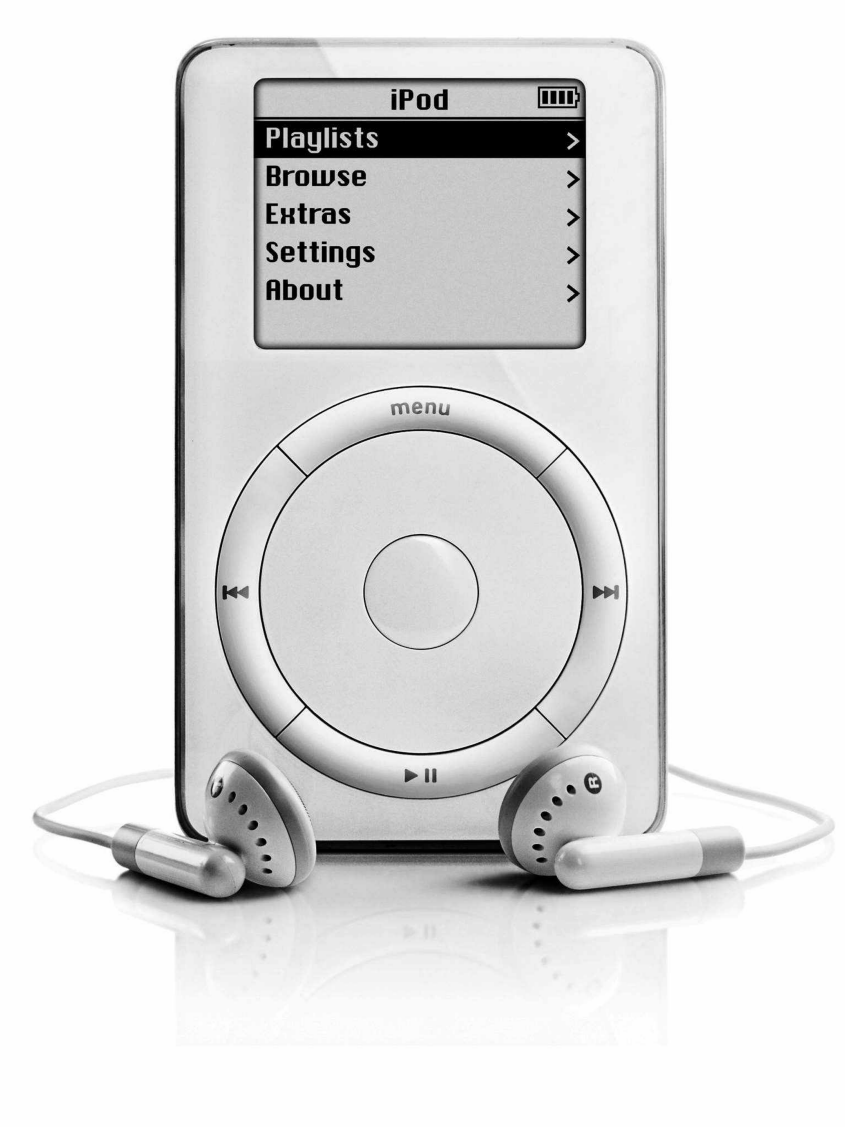 iPod
Playlists >
Browse >
Extras >
Settings >
About >
menu
R